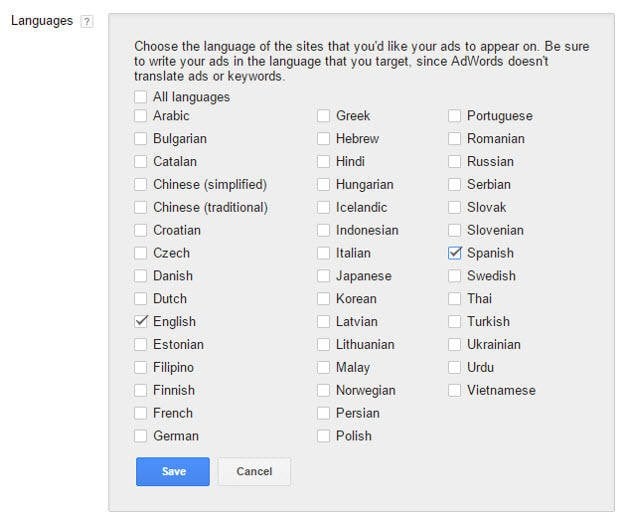 Languages ?
Choose the language of the sites that you'd like your ads to appear on. Be sure
to write your ads in the language that you target, since AdWords doesn't
translate ads or keywords.
All languages
Arabic
Bulgarian
Catalan
Chinese (simplified)
Chinese (traditional)
Croatian
Czech
Danish
Dutch
English
Estonian
Filipino
Finnish
French
German
Greek
Hebrew
Hindi
Hungarian
Icelandic
Indonesian
Italian
Japanese
Korean
Latvian
Lithuanian
Malay
Norwegian
Persian
Polish
Portuguese
Romanian
Russian
Serbian
Slovak
Slovenian
Spanish
Swedish
Thai
Turkish
Ukrainian
Urdu
Vietnamese
Save
Cancel